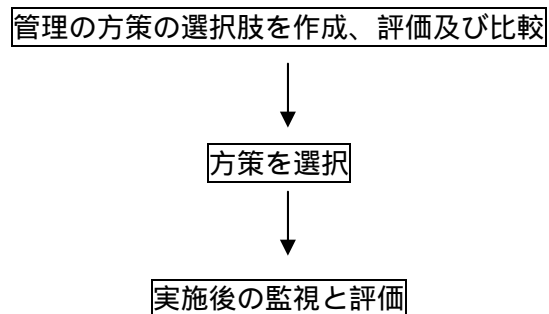 管理の方策の選択肢を作成、評価及び比較
方策を選択
実施後の監視と評価